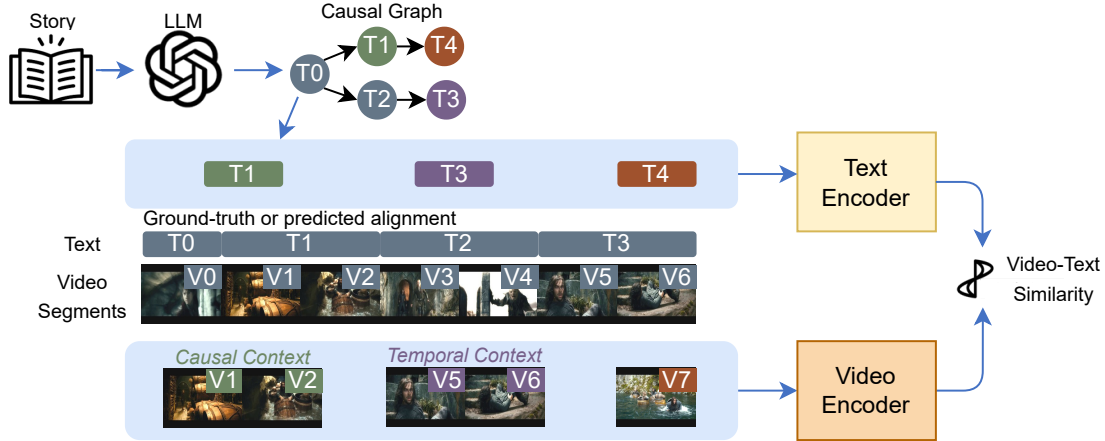 Story
LLM
Causal Graph
T0
T1
T4
T2
T3
T1
T3
T4
Text
Encoder
Ground-truth or predicted alignment
Text
T0
T1
T2
T3
Video
Segments
V0
V1
V2
V3
V4
V5
V6
Video-Text
Similarity
Causal Context
Temporal Context
V1
V2
V5
V6
V7
Video
Encoder